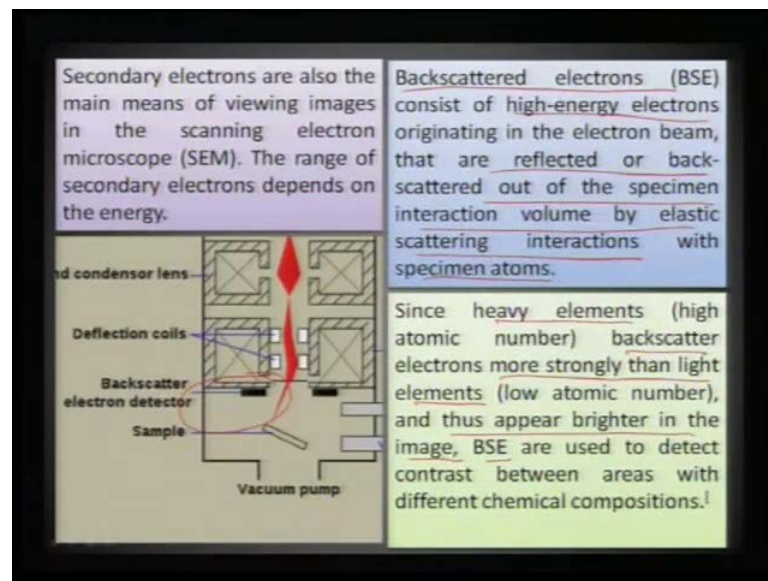 Secondary electrons are also the
main means of viewing images
in the scanning electron
microscope (SEM). The range of
secondary electrons depends on
the energy.
Backscattered electrons (BSE)
consist of high-energy electrons
originating in the electron beam,
that are reflected or back-
scattered out of the specimen
interaction volume by elastic
scattering interactions with
specimen atoms.
nd condensor lens
Deflection coils
Backscatter
electron detector
Sample
Vacuum pump
Since heavy elements (high
atomic number) backscatter
electrons more strongly than light
elements (low atomic number),
and thus appear brighter in the
image, BSE are used to detect
contrast between areas with
different chemical compositions.[